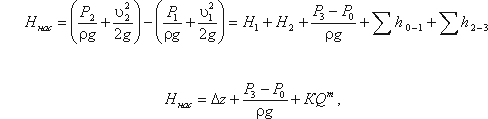 H_нас = (P_2/ρg + υ_2^2/2g) − (P_1/ρg + υ_1^2/2g) = H_1 + H_2 + (P_3 − P_0)/ρg + ∑h_0−1 + ∑h_2−3
H_нас = Δz + (P_3 − P_0)/ρg + KQ^m,